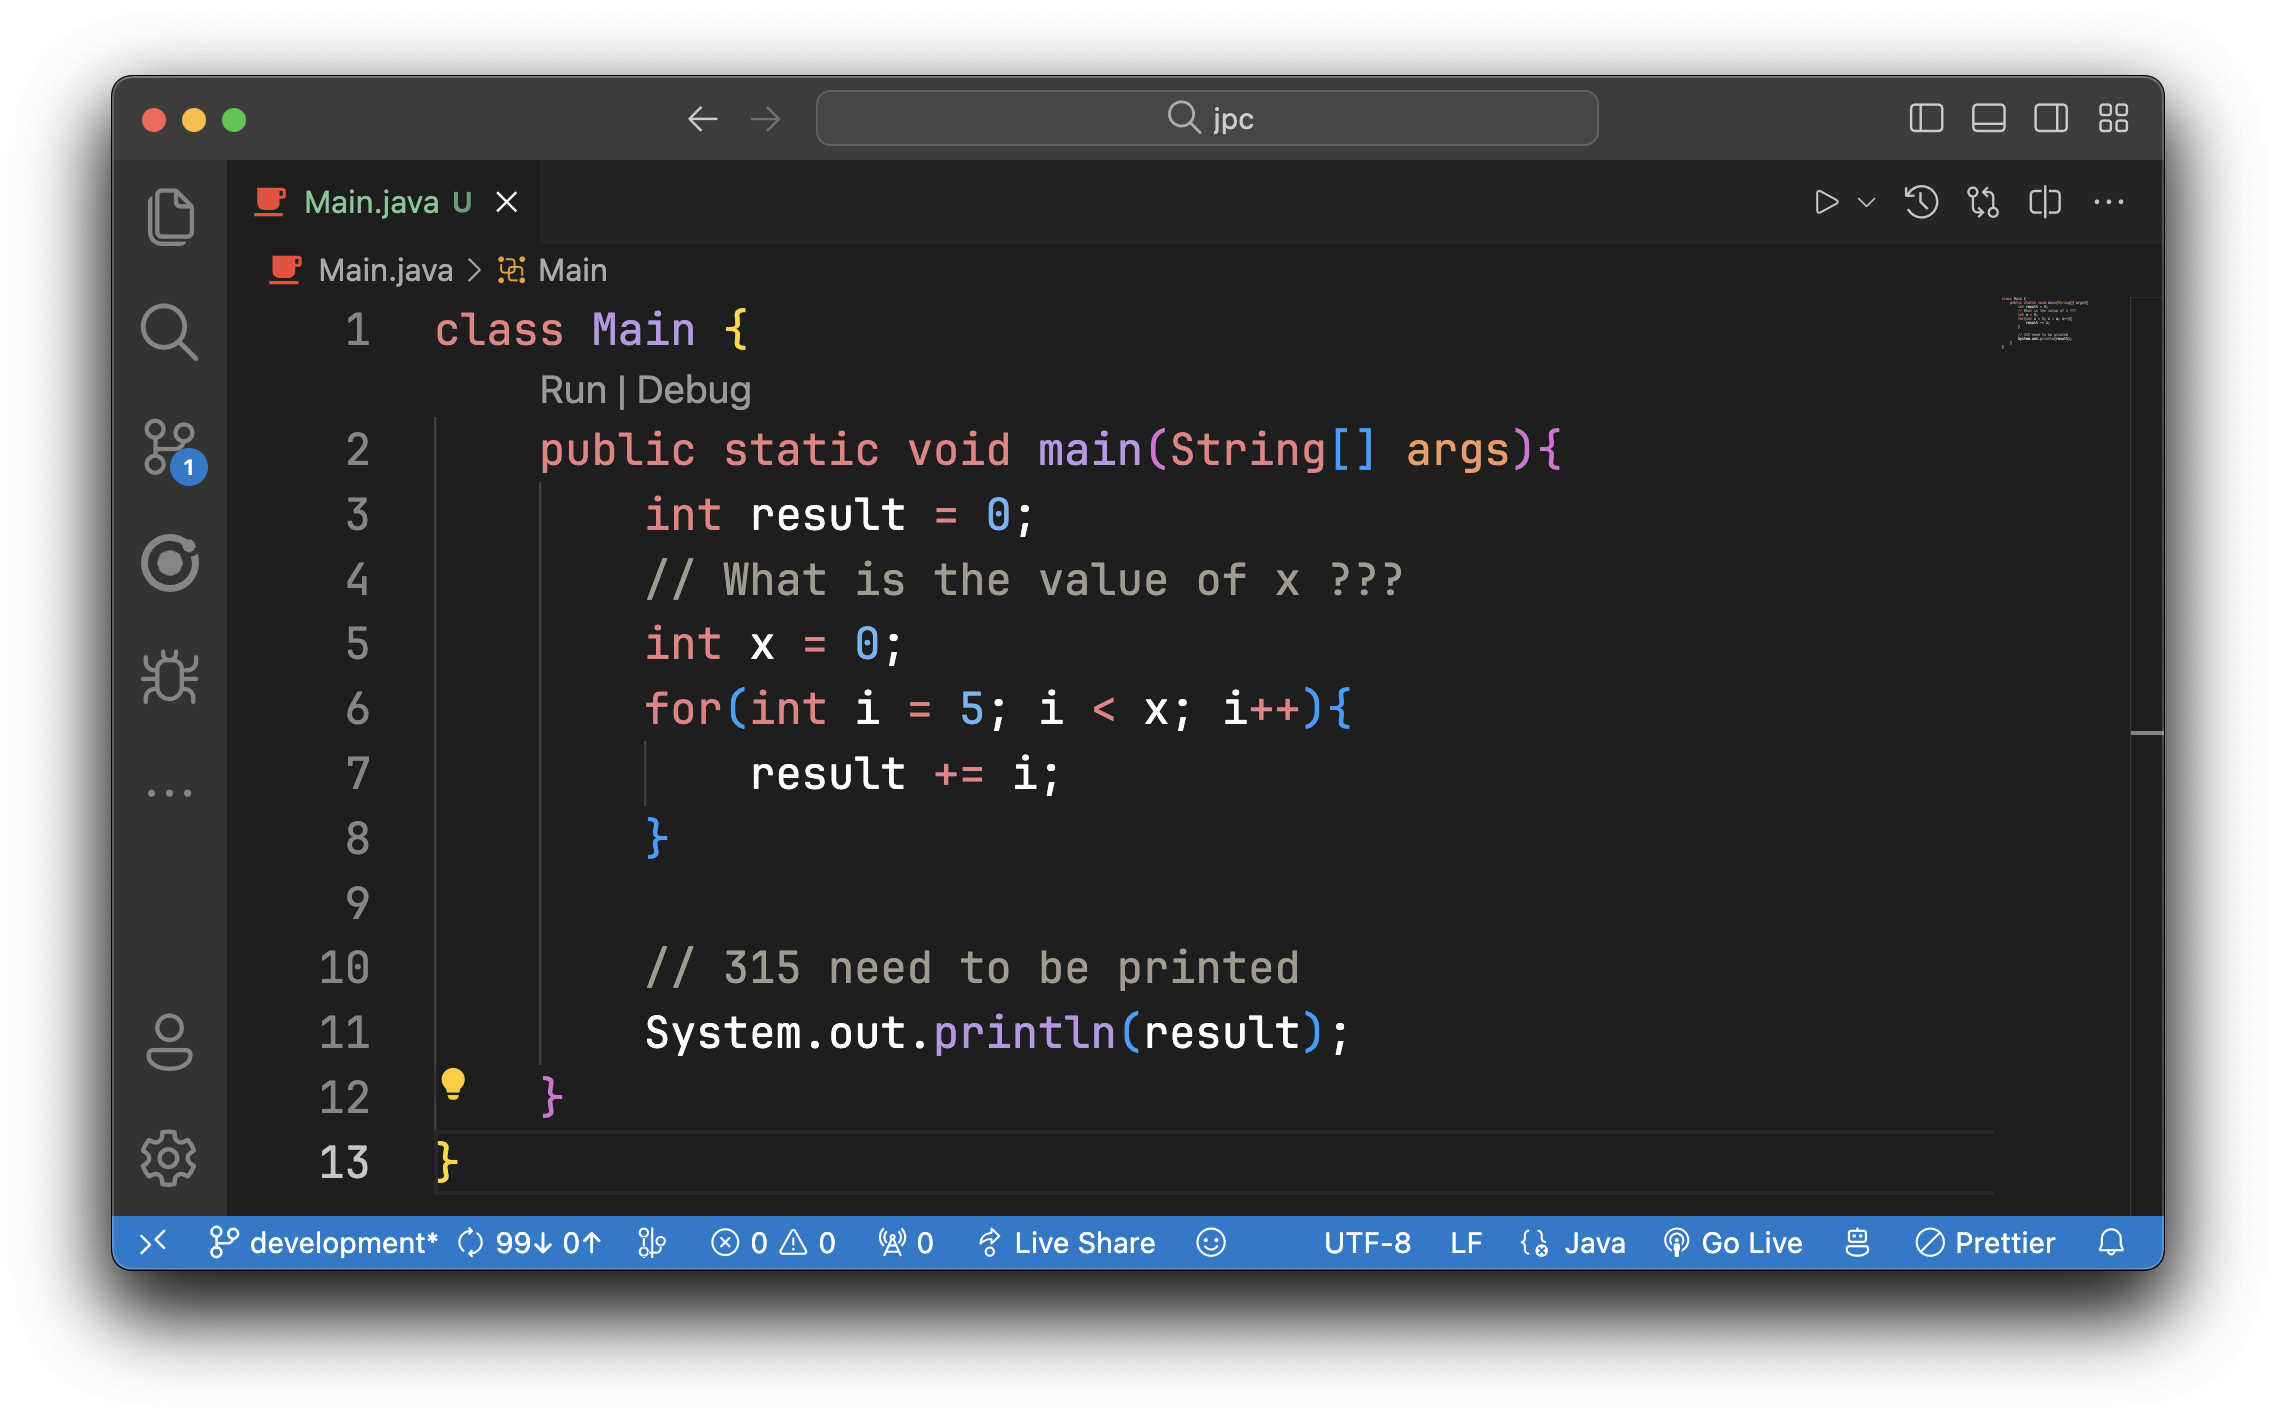 jpc
Main.java U
Main.java > Main
1 class Main {
Run | Debug
2 public static void main(String[] args){
3 int result = 0;
4 // What is the value of x ???
5 int x = 0;
6 for(int i = 5; i < x; i++){
7 result += i;
8 }
9
10 // 315 need to be printed
11 System.out.println(result);
12 }
13 }
1
development* 99↓ 0↑ 0 0 0 Live Share UTF-8 LF Java Go Live Prettier